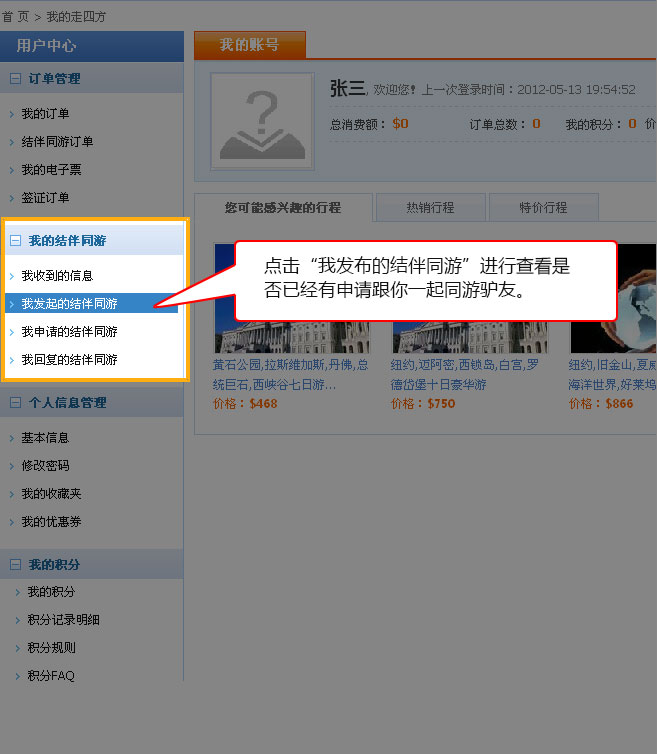 首 页 > 我的走四方
用户中心
订单管理
我的订单
结伴同游订单
我的电子票
签证订单
我的结伴同游
我收到的信息
我发起的结伴同游
我申请的结伴同游
我回复的结伴同游
个人信息管理
基本信息
修改密码
我的收藏夹
我的优惠券
我的积分
我的积分
积分记录明细
积分规则
积分FAQ
我的账号
张三, 欢迎您! 上一次登录时间：2012-05-13 19:54:52
总消费额： $0 订单总数： 0 我的积分： 0 价
您可能感兴趣的行程 热销行程 特价行程
点击“我发布的结伴同游”进行查看是
否已经有申请跟你一起同游驴友。
黄石公园,拉斯维加斯,丹佛,总
统巨石,西峡谷七日游...
价格：$468
纽约,迈阿密,西锁岛,白宫,罗
德岱堡十日豪华游
价格：$750
纽约,旧金山,夏威
海洋世界,好莱坞
价格：$866